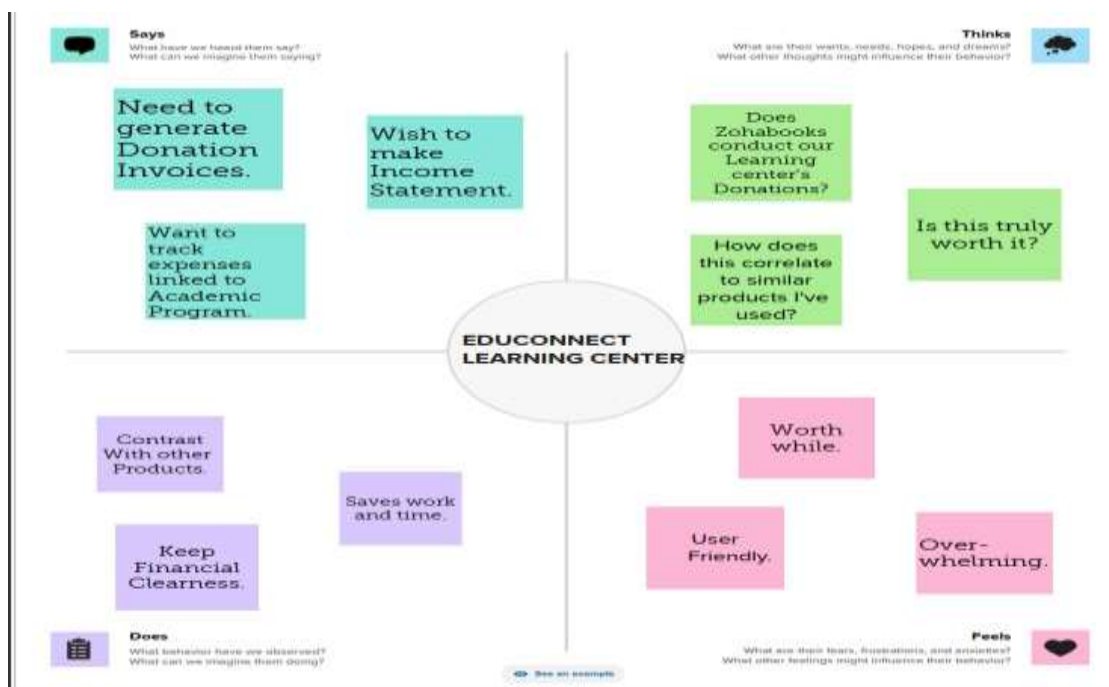 Says
What have we heard them say?
What can we imagine them saying?
Need to
generate
Donation
Invoices.
Wish to
make
Income
Statement.
Want to
track
expenses
linked to
Academic
Program.
Thinks
What are their wants, needs, hopes, and dreams?
What other thoughts might influence their behavior?
Does
Zohabooks
conduct our
Learning
center's
Donations?
Is this truly
worth it?
How does
this correlate
to similar
products I've
used?
EDUCONNECT
LEARNING CENTER
Contrast
With other
Products.
Saves work
and time.
Keep
Financial
Clearness.
Does
What behavior have we observed?
What can we imagine them doing?
Worth
while.
User
Friendly.
Over-
whelming.
Feels
What are their fears, frustrations, and anxieties?
What other feelings might influence their behavior?
See an example